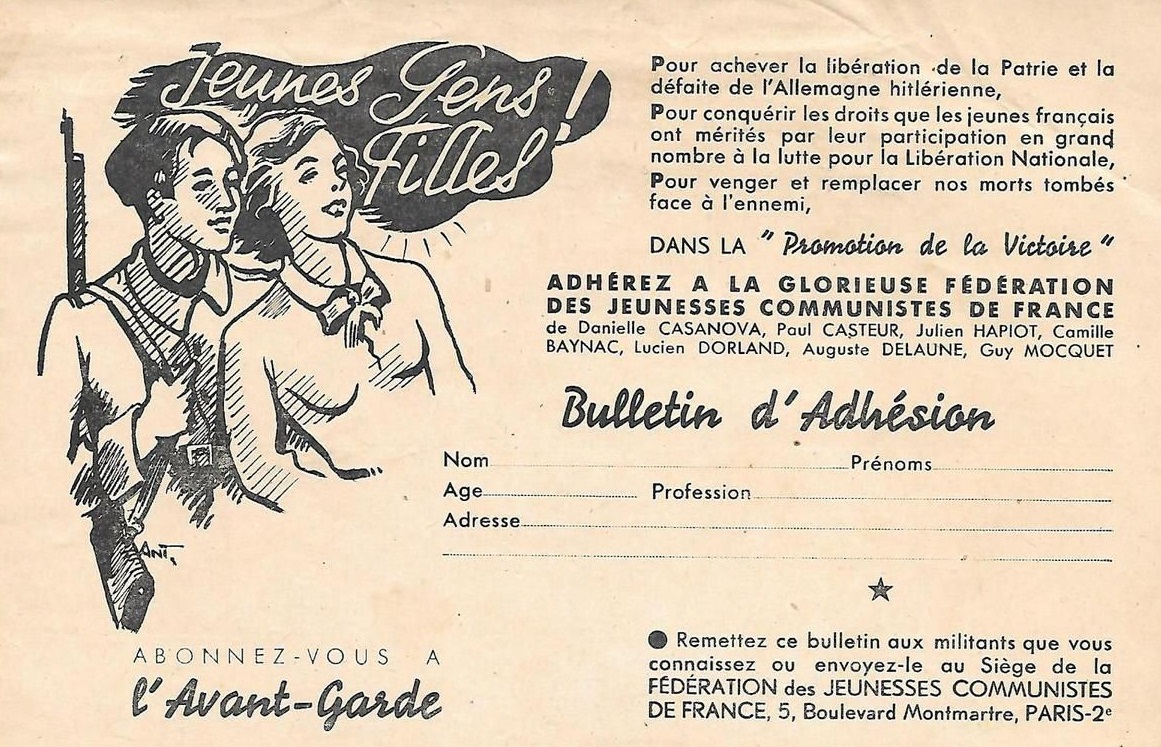 Jeunes Gens !
Filles
Pour achever la libération de la Patrie et la
défaite de l'Allemagne hitlérienne,
Pour conquérir les droits que les jeunes français
ont mérités par leur participation en grand
nombre à la lutte pour la Libération Nationale,
Pour venger et remplacer nos morts tombés
face à l'ennemi,
DANS LA " Promotion de la Victoire "
ADHÉREZ A LA GLORIEUSE FÉDÉRATION
DES JEUNESSES COMMUNISTES DE FRANCE
de Danielle CASANOVA, Paul CASTEUR, Julien HAPIOT, Camille
BAYNAC, Lucien DORLAND, Auguste DELAUNE, Guy MOCQUET
Bulletin d'Adhésion
Nom Prénoms
Age Profession
Adresse
ANT.
ABONNEZ-VOUS A
l'Avant-Garde
● Remettez ce bulletin aux militants que vous
connaissez ou envoyez-le au Siège de la
FÉDÉRATION des JEUNESSES COMMUNISTES
DE FRANCE, 5, Boulevard Montmartre, PARIS-2e